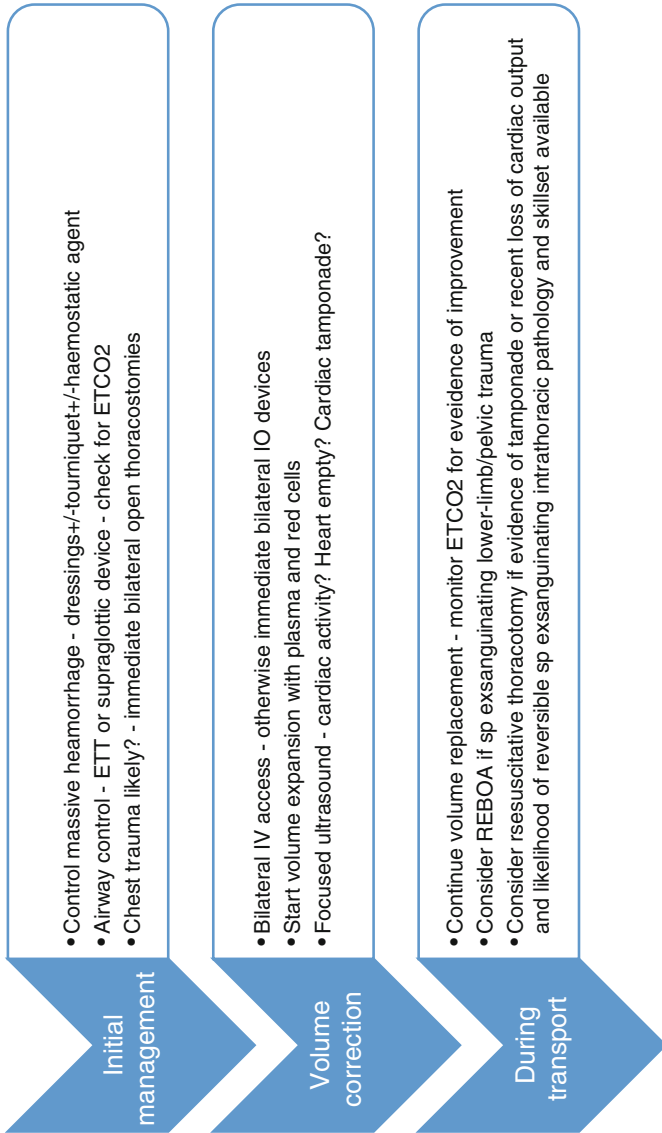 Initial
management
•Control massive heamorrhage - dressings+/-tourniquet+/-haemostatic agent
•Airway control - ETT or supraglottic device - check for ETCO2
•Chest trauma likely? - immediate bilateral open thoracostomies
Volume
correction
•Bilateral IV access - otherwise immediate bilateral IO devices
•Start volume expansion with plasma and red cells
•Focused ultrasound - cardiac activity? Heart empty? Cardiac tamponade?
During
transport
•Continue volume replacement - monitor ETCO2 for eveidence of improvement
•Consider REBOA if sp exsanguinating lower-limb/pelvic trauma
•Consider rsesuscitative thoracotomy if evidence of tamponade or recent loss of cardiac output
and likelihood of reversible sp exsanguinating intrathoracic pathology and skillset available